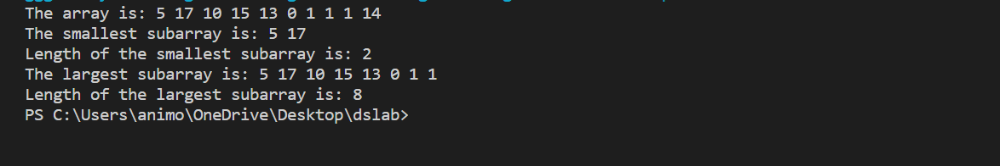 The array is: 5 17 10 15 13 0 1 1 1 14
The smallest subarray is: 5 17
Length of the smallest subarray is: 2
The largest subarray is: 5 17 10 15 13 0 1 1
Length of the largest subarray is: 8
PS C:\Users\animo\OneDrive\Desktop\dslab>